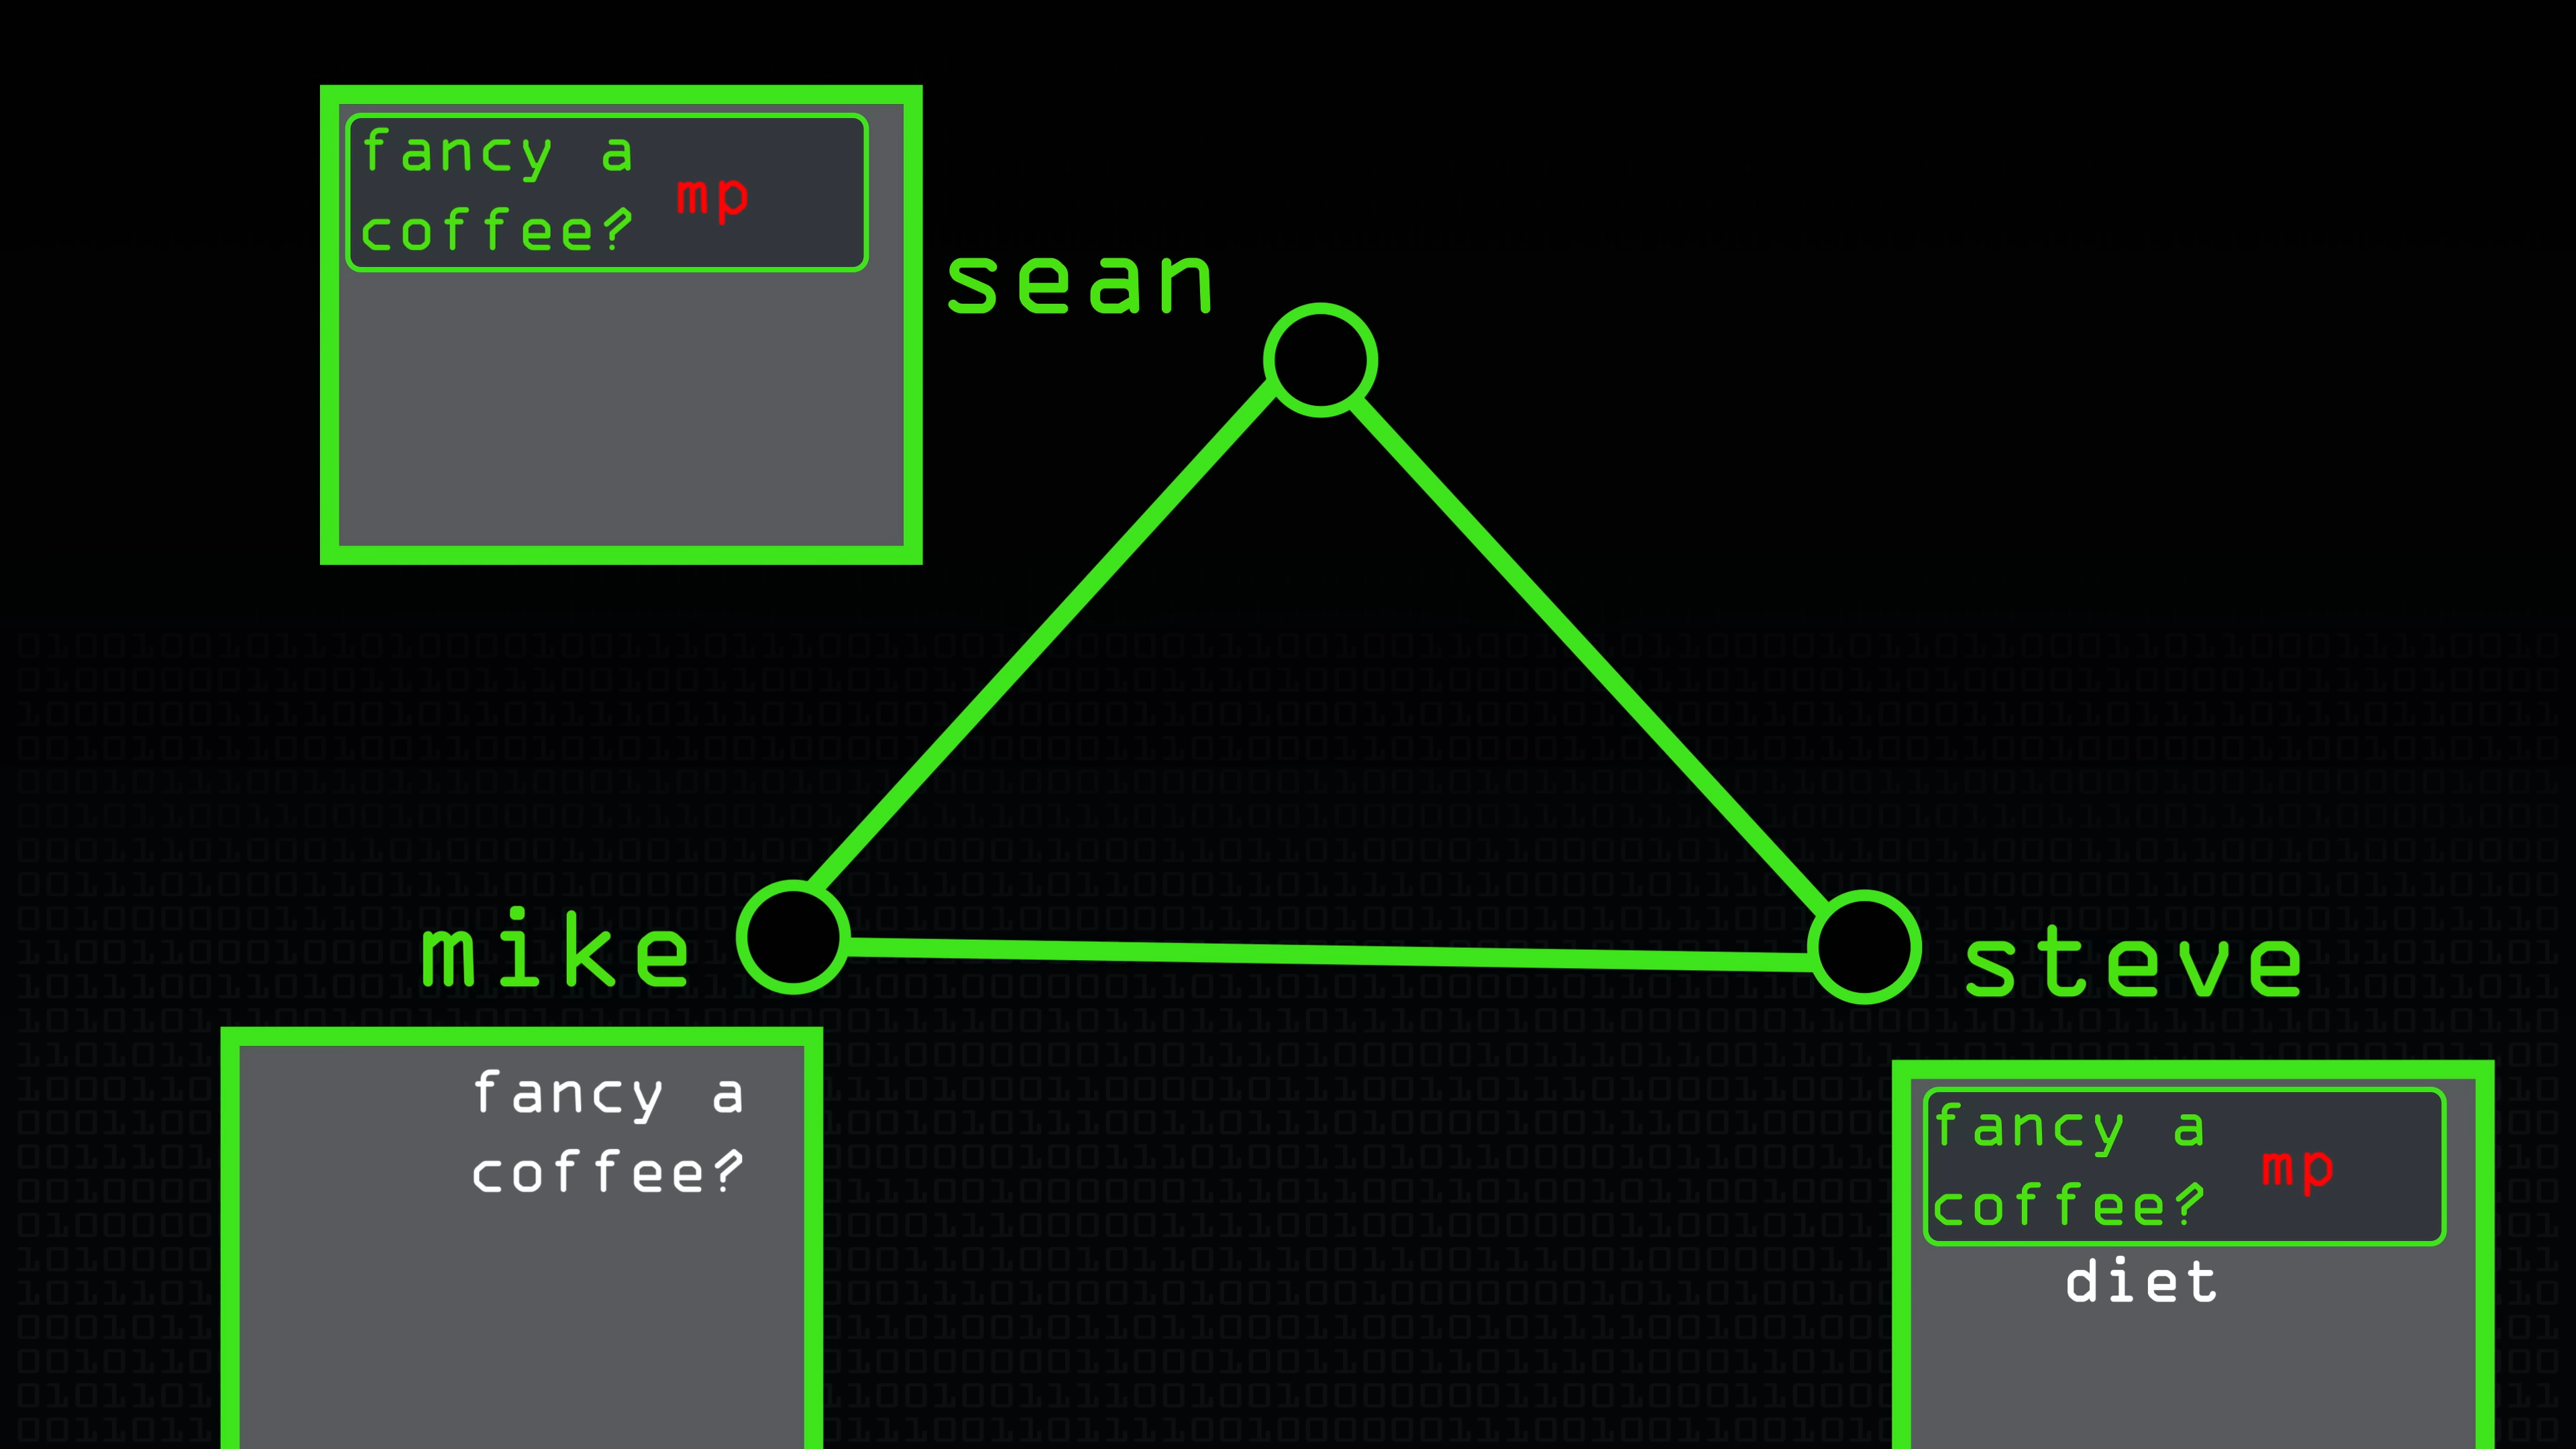 fancy a
coffee?
mp
sean
mike
steve
fancy a
coffee?
fancy a
coffee?
mp
diet